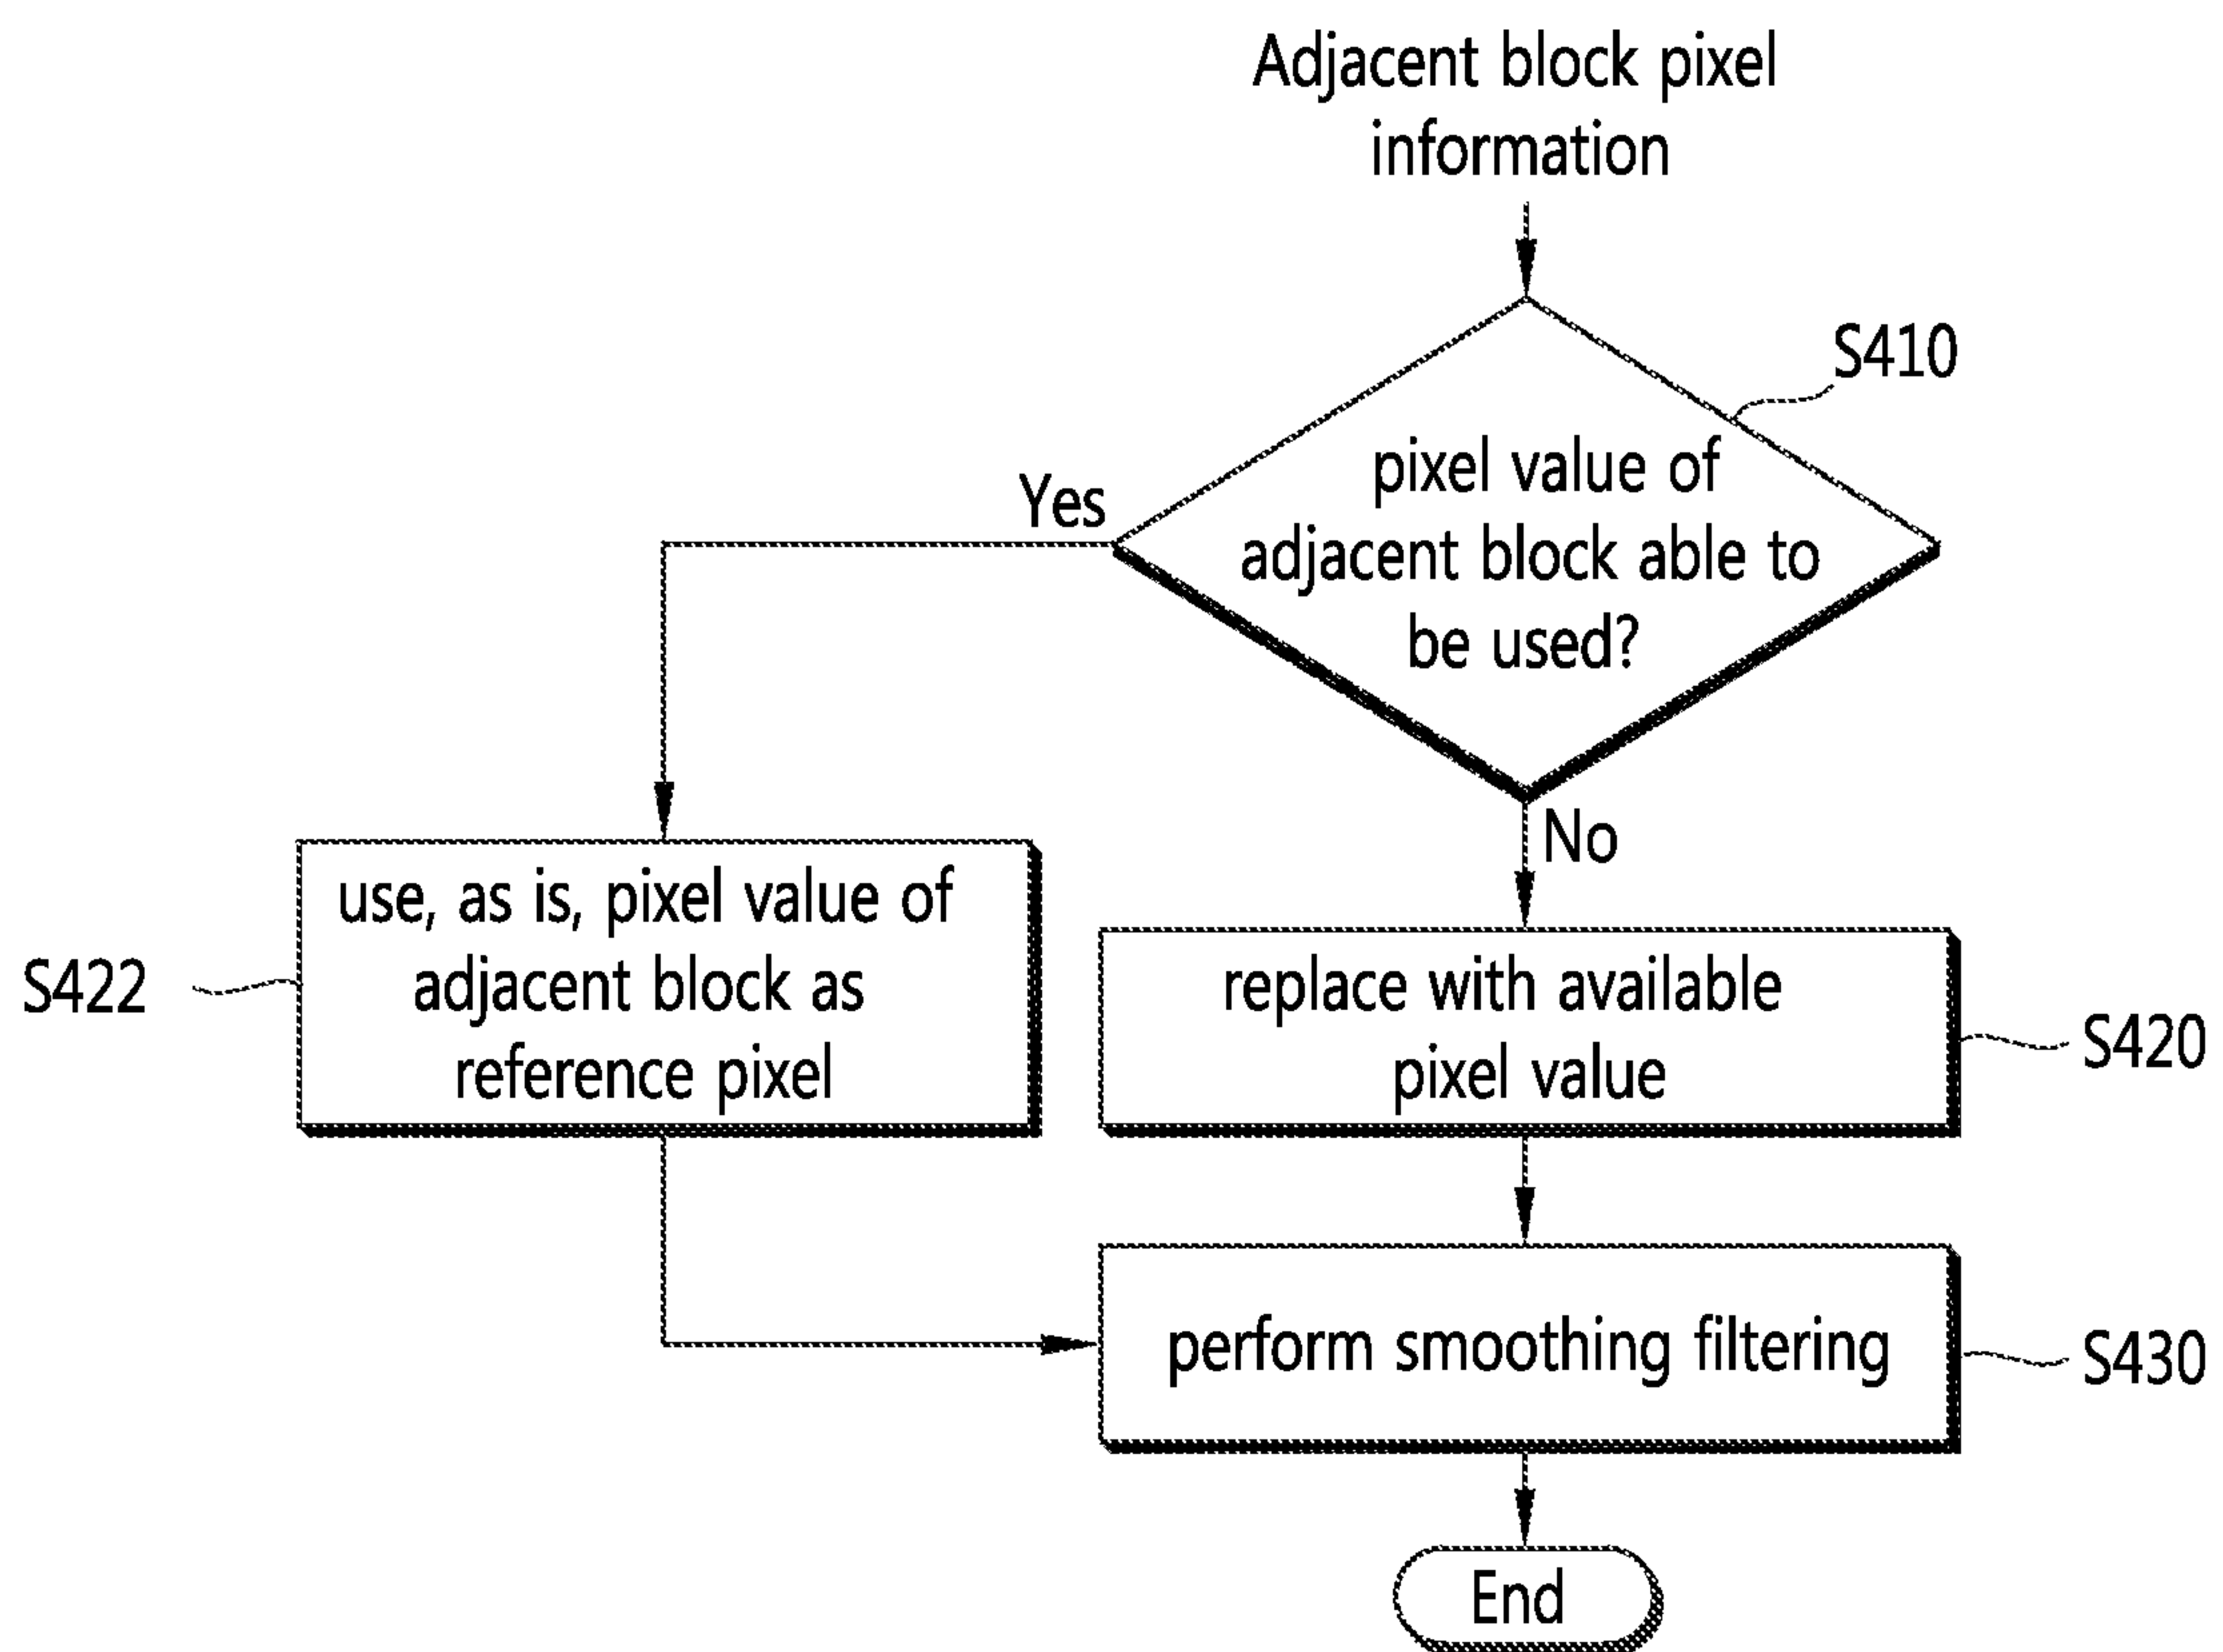 Adjacent block pixel
information
S410
pixel value of
adjacent block able to
be used?
Yes
No
use, as is, pixel value of
adjacent block as
reference pixel
S422
replace with available
pixel value
S420
perform smoothing filtering
S430
End